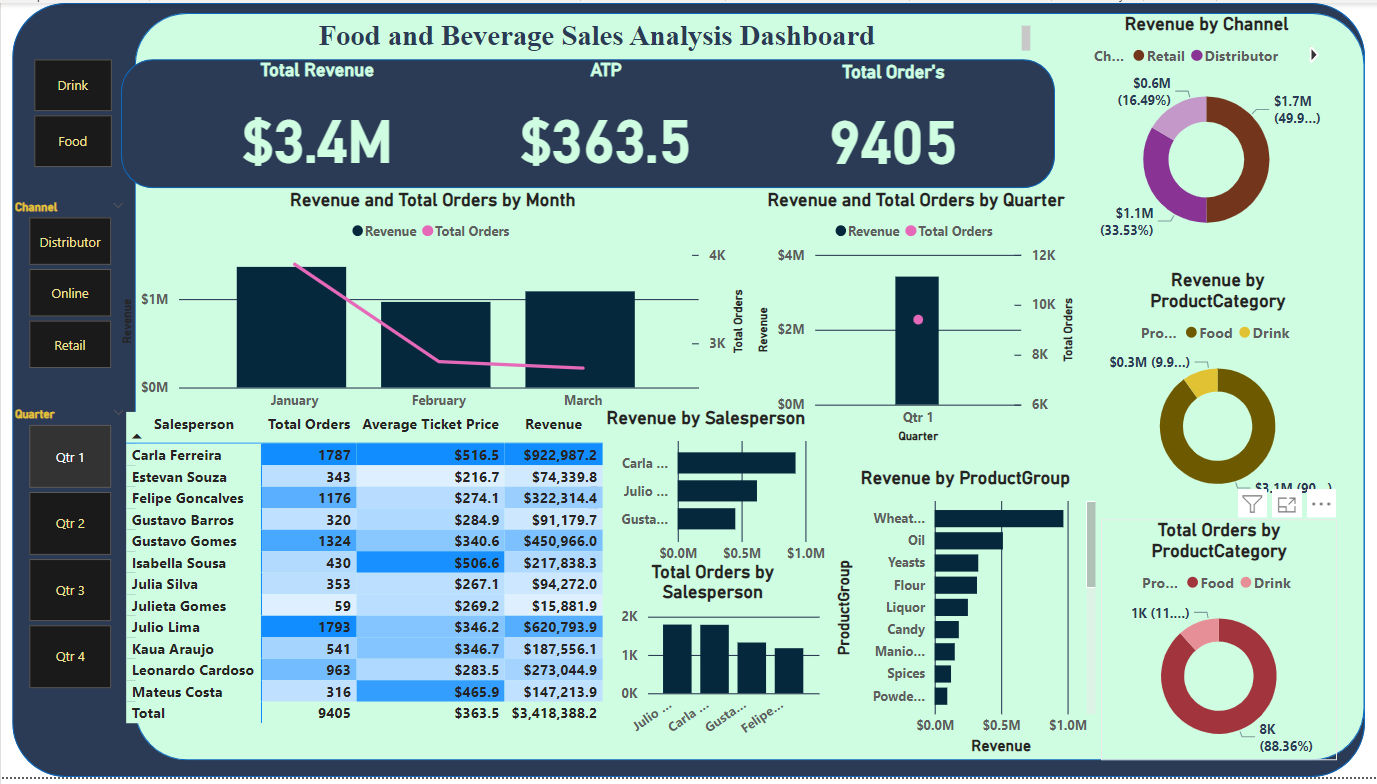 Food and Beverage Sales Analysis Dashboard
Drink
Food
Channel
Distributor
Online
Retail
Quarter
Qtr 1
Qtr 2
Qtr 3
Qtr 4
Total Revenue
$3.4M
ATP
$363.5
Total Order's
9405
Revenue and Total Orders by Month
Revenue Total Orders
Revenue
$1M
$0M
4K
3K
Total Orders
January February March
Revenue and Total Orders by Quarter
Revenue Total Orders
Revenue
$4M
$2M
$0M
12K
10K
8K
6K
Total Orders
Qtr 1
Quarter
Salesperson Total Orders Average Ticket Price Revenue
Carla Ferreira 1787 $516.5 $922,987.2
Estevan Souza 343 $216.7 $74,339.8
Felipe Goncalves 1176 $274.1 $322,314.4
Gustavo Barros 320 $284.9 $91,179.7
Gustavo Gomes 1324 $340.6 $450,966.0
Isabella Sousa 430 $506.6 $217,838.3
Julia Silva 353 $267.1 $94,272.0
Julieta Gomes 59 $269.2 $15,881.9
Julio Lima 1793 $346.2 $620,793.9
Kaua Araujo 541 $346.7 $187,556.1
Leonardo Cardoso 963 $283.5 $273,044.9
Mateus Costa 316 $465.9 $147,213.9
Total 9405 $363.5 $3,418,388.2
Revenue by Salesperson
Carla ...
Julio ...
Gusta...
$0.0M $0.5M $1.0M
Total Orders by
Salesperson
2K
1K
0K
Julio ... Carla ... Gusta... Felipe...
Revenue by ProductGroup
ProductGroup
Wheat...
Oil
Yeasts
Flour
Liquor
Candy
Manio...
Spices
Powde...
$0.0M $0.5M $1.0M
Revenue
Revenue by Channel
Ch... Retail Distributor
$0.6M
(16.49%)
$1.7M
(49.9...)
$1.1M
(33.53%)
Revenue by
ProductCategory
Pro... Food Drink
$0.3M (9.9...)
$3.1M (90...)
Total Orders by
ProductCategory
Pro... Food Drink
1K (11....)
8K
(88.36%)